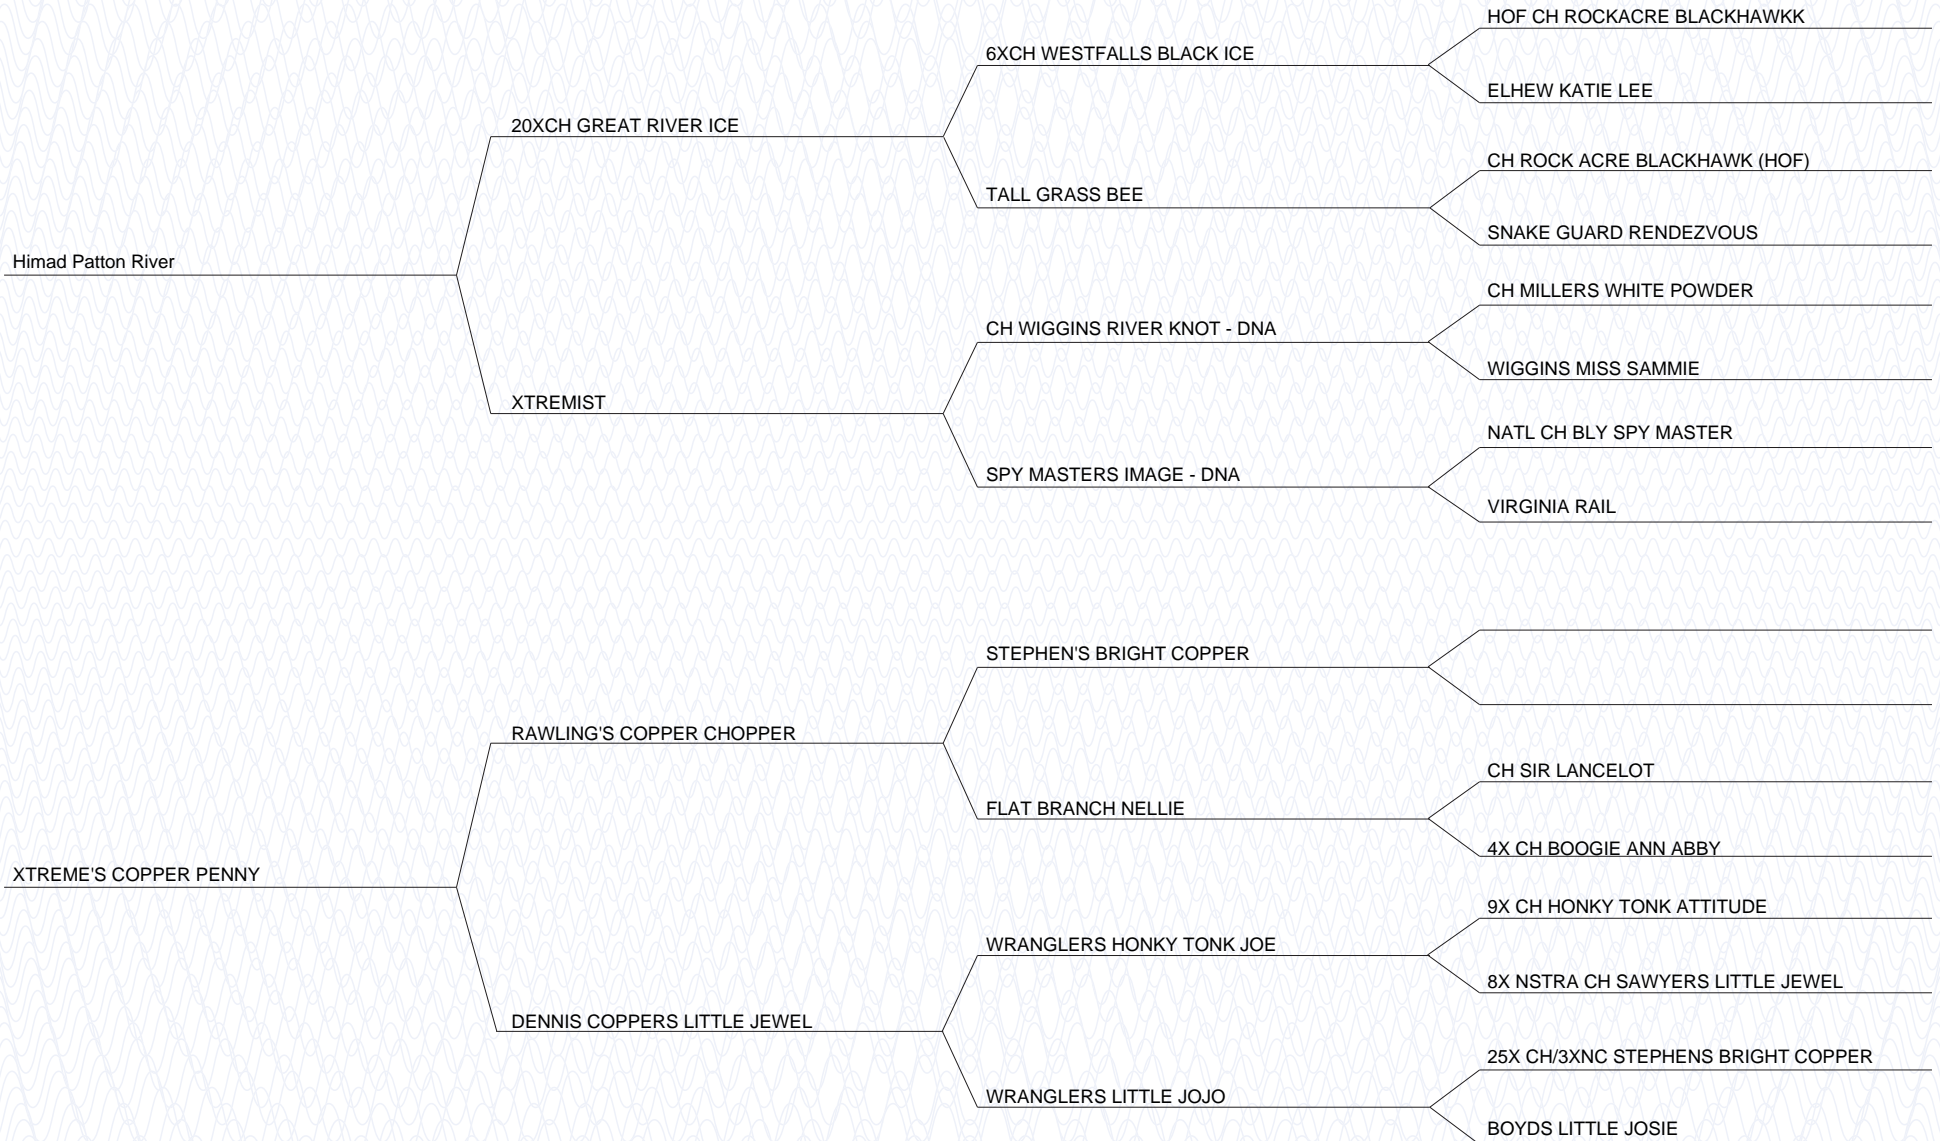 HOF CH ROCKACRE BLACKHAWKK
6XCH WESTFALLS BLACK ICE
ELHEW KATIE LEE
20XCH GREAT RIVER ICE
CH ROCK ACRE BLACKHAWK (HOF)
TALL GRASS BEE
SNAKE GUARD RENDEZVOUS
Himad Patton River
CH MILLERS WHITE POWDER
CH WIGGINS RIVER KNOT - DNA
WIGGINS MISS SAMMIE
XTREMIST
NATL CH BLY SPY MASTER
SPY MASTERS IMAGE - DNA
VIRGINIA RAIL
STEPHEN'S BRIGHT COPPER
RAWLING'S COPPER CHOPPER
CH SIR LANCELOT
FLAT BRANCH NELLIE
4X CH BOOGIE ANN ABBY
XTREME'S COPPER PENNY
9X CH HONKY TONK ATTITUDE
WRANGLERS HONKY TONK JOE
8X NSTRA CH SAWYERS LITTLE JEWEL
DENNIS COPPERS LITTLE JEWEL
25X CH/3XNC STEPHENS BRIGHT COPPER
WRANGLERS LITTLE JOJO
BOYDS LITTLE JOSIE